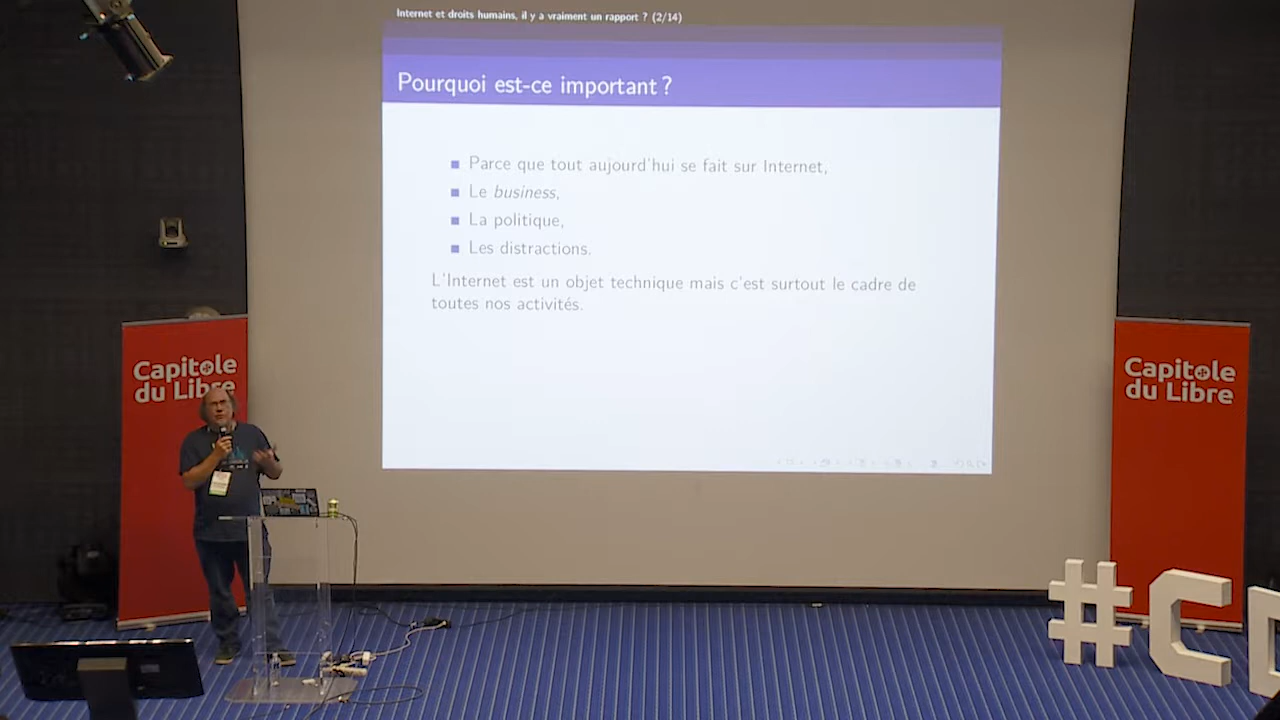 Internet et droits humains, il y a vraiment un rapport ? (2/14)
Pourquoi est-ce important ?
Parce que tout aujourd'hui se fait sur Internet,
Le business,
La politique,
Les distractions.
L'Internet est un objet technique mais c'est surtout le cadre de
toutes nos activités.
Capitole
du Libre
Capitole
du Libre
#C